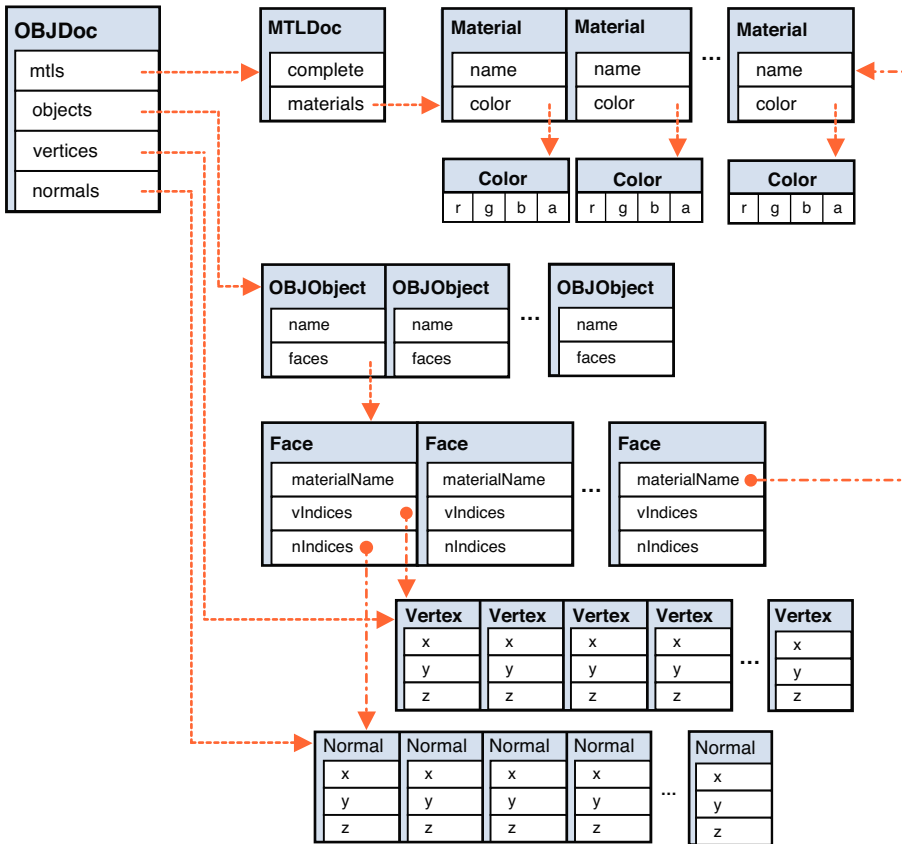 OBJDoc
mtls
objects
vertices
normals
MTLDoc
complete
materials
Material
name
color
Material
name
color
...
Material
name
color
Color
r g b a
Color
r g b a
Color
r g b a
OBJObject
name
faces
OBJObject
name
faces
...
OBJObject
name
faces
Face
materialName
vIndices
nIndices
Face
materialName
vIndices
nIndices
...
Face
materialName
vIndices
nIndices
Vertex
x
y
z
Vertex
x
y
z
Vertex
x
y
z
Vertex
x
y
z
...
Vertex
x
y
z
Normal
x
y
z
Normal
x
y
z
Normal
x
y
z
Normal
x
y
z
...
Normal
x
y
z